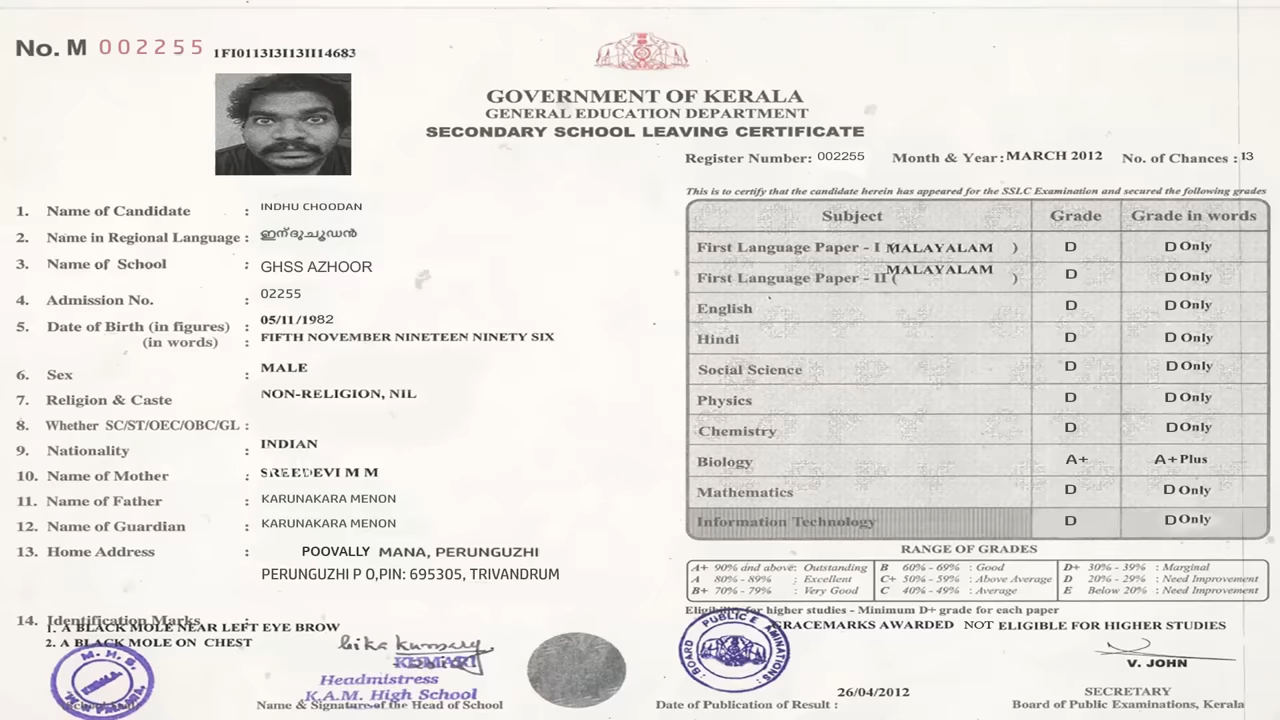 No. M 002255 1FI0113I3I13II14683
GOVERNMENT OF KERALA
GENERAL EDUCATION DEPARTMENT
SECONDARY SCHOOL LEAVING CERTIFICATE
Register Number: 002255 Month & Year: MARCH 2012 No. of Chances : 13
This is to certify that the candidate herein has appeared for the SSLC Examination and secured the following grades
1. Name of Candidate : INDHU CHOODAN
2. Name in Regional Language : ഇന്ദുചൂഡൻ
3. Name of School : GHSS AZHOOR
4. Admission No. : 02255
5. Date of Birth (in figures) : 05/11/1982
(in words) : FIFTH NOVEMBER NINETEEN NINETY SIX
6. Sex : MALE
7. Religion & Caste : NON-RELIGION, NIL
8. Whether SC/ST/OEC/OBC/GL :
9. Nationality : INDIAN
10. Name of Mother : SREEDEVI M M
11. Name of Father : KARUNAKARA MENON
12. Name of Guardian : KARUNAKARA MENON
13. Home Address : POOVALLY MANA, PERUNGUZHI
PERUNGUZHI P O,PIN: 695305, TRIVANDRUM
14. Identification Marks
1. A BLACK MOLE NEAR LEFT EYE BROW
2. A BLACK MOLE ON CHEST
Subject Grade Grade in words
First Language Paper - I MALAYALAM ) D D Only
First Language Paper - II ( MALAYALAM ) D D Only
English D D Only
Hindi D D Only
Social Science D D Only
Physics D D Only
Chemistry D D Only
Biology A+ A+ Plus
Mathematics D D Only
Information Technology D D Only
RANGE OF GRADES
A+ 90% and above: Outstanding B 60% - 69% : Good D+ 30% - 39% : Marginal
A 80% - 89% : Excellent C+ 50% - 59% : Above Average D 20% - 29% : Need Improvement
B+ 70% - 79% : Very Good C 40% - 49% : Average E Below 20% : Need Improvement
Eligibility for higher studies - Minimum D+ grade for each paper
GRACEMARKS AWARDED NOT ELIGIBLE FOR HIGHER STUDIES
KUMARI
Headmistress
K.A.M. High School
Name & Signature of the Head of School
BOARD PUBLIC EXAMINATIONS
26/04/2012
Date of Publication of Result :
V. JOHN
SECRETARY
Board of Public Examinations, Kerala